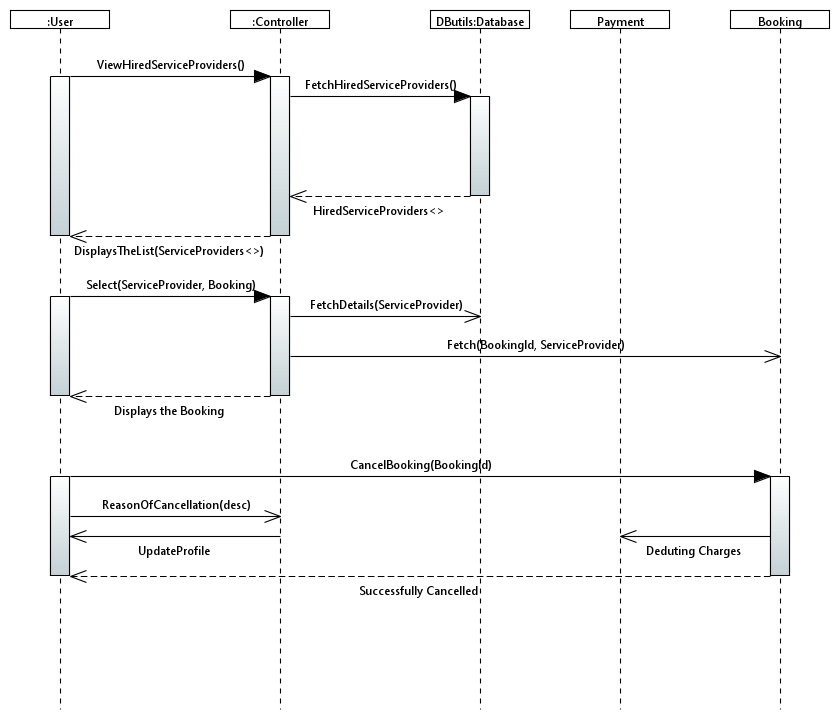 :User
:Controller
DButils:Database
Payment
Booking
ViewHiredServiceProviders()
FetchHiredServiceProviders()
HiredServiceProviders<>
DisplaysTheList(ServiceProviders<>)
Select(ServiceProvider, Booking)
FetchDetails(ServiceProvider)
Fetch(BookingId, ServiceProvider)
Displays the Booking
CancelBooking(BookingId)
ReasonOfCancellation(desc)
UpdateProfile
Deduting Charges
Successfully Cancelled